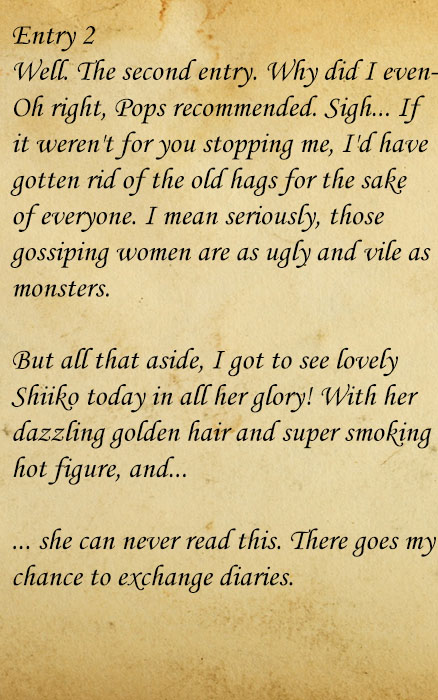 Entry 2
Well. The second entry. Why did I even-
Oh right, Pops recommended. Sigh... If
it weren't for you stopping me, I'd have
gotten rid of the old hags for the sake
of everyone. I mean seriously, those
gossiping women are as ugly and vile as
monsters.
But all that aside, I got to see lovely
Shiiko today in all her glory! With her
dazzling golden hair and super smoking
hot figure, and...
... she can never read this. There goes my
chance to exchange diaries.